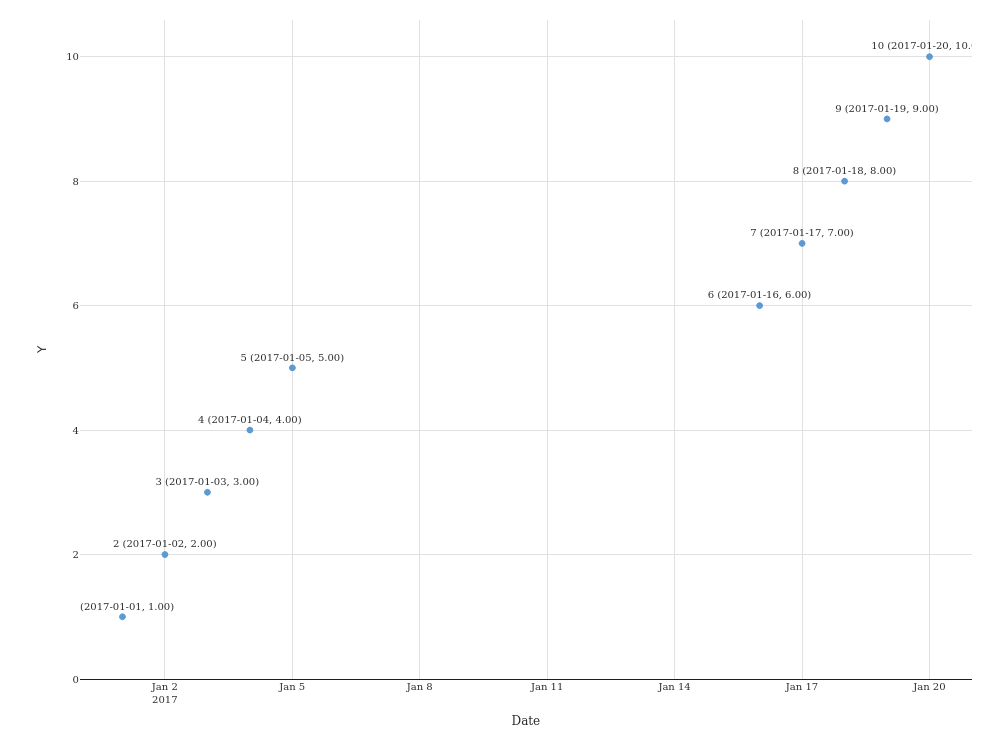 10 (2017-01-20, 10.
10
9 (2017-01-19, 9.00)
8 (2017-01-18, 8.00)
8
7 (2017-01-17, 7.00)
6 (2017-01-16, 6.00)
6
Y
5 (2017-01-05, 5.00)
4 (2017-01-04, 4.00)
4
3 (2017-01-03, 3.00)
2 (2017-01-02, 2.00)
2
(2017-01-01, 1.00)
0
Jan 2 Jan 5 Jan 8 Jan 11 Jan 14 Jan 17 Jan 20
2017
Date